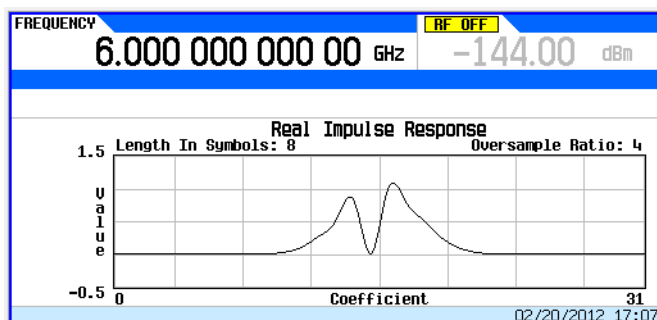 FREQUENCY
RF OFF
6.000 000 000 00 GHz
-144.00 dBm
Real Impulse Response
Length In Symbols: 8
Oversample Ratio: 4
1.5
Value
-0.5
0
Coefficient
31
02/20/2012 17:07